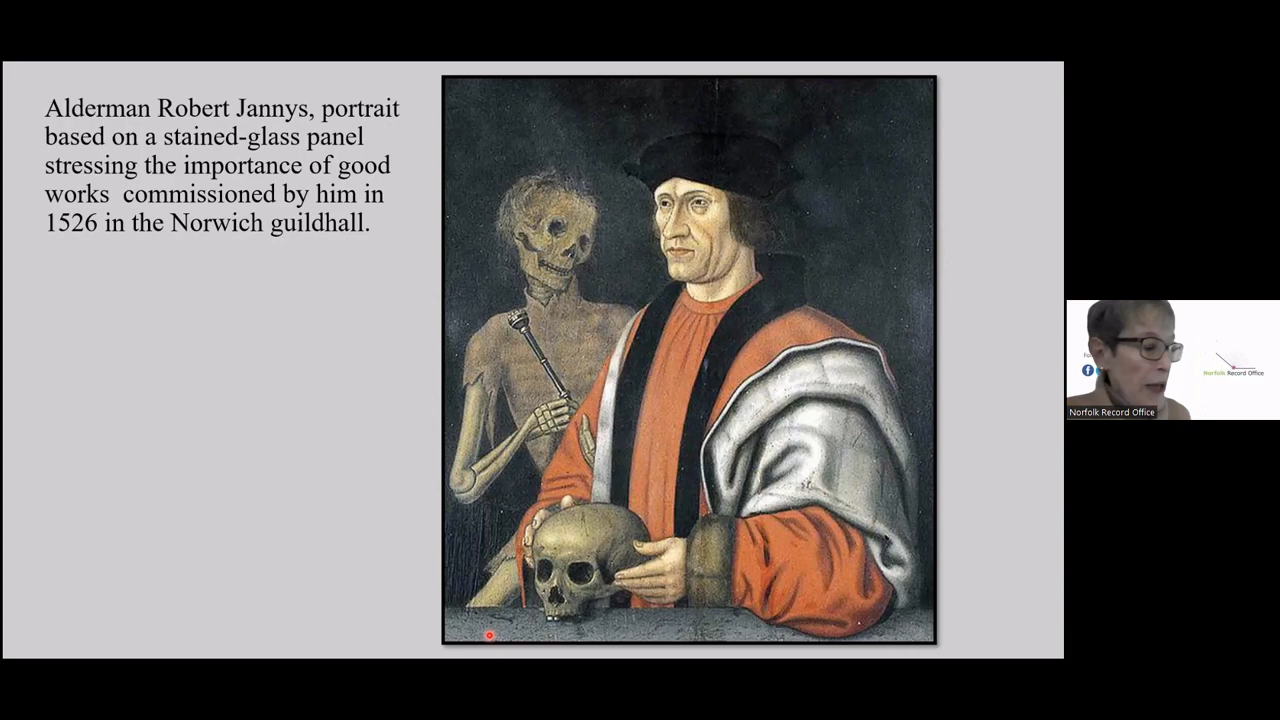 Alderman Robert Jannys, portrait
based on a stained-glass panel
stressing the importance of good
works  commissioned by him in
1526 in the Norwich guildhall.
Norfolk Record Office
Norfolk Record Office